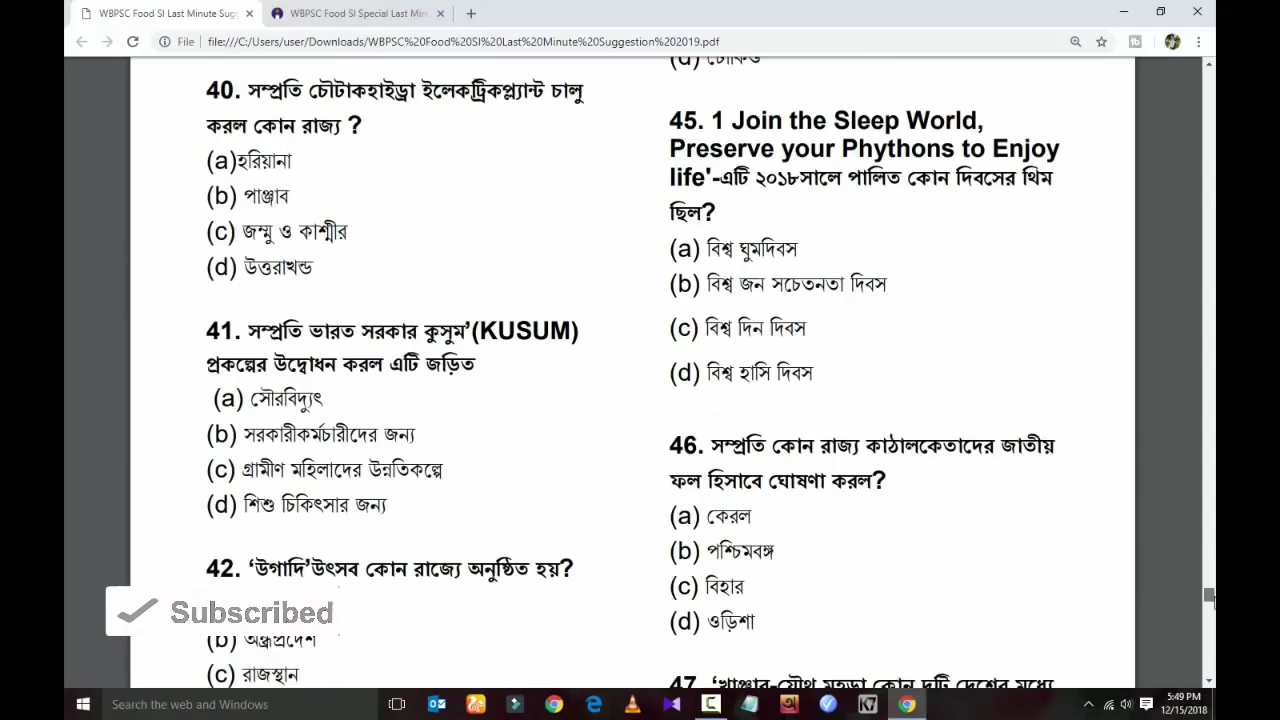 WBPSC Food SI Last Minute Sugg
WBPSC Food SI Special Last Min
File file:///C:/Users/user/Downloads/WBPSC%20Food%20SI%20Last%20Minute%20Suggestion%202019.pdf
40. সম্প্রতি চৌটাকহাইড্রা ইলেকট্রিকপ্ল্যান্ট চালু
করল কোন রাজ্য ?
(a)হরিয়ানা
(b) পাঞ্জাব
(c) জম্মু ও কাশ্মীর
(d) উত্তরাখন্ড
41. সম্প্রতি ভারত সরকার কুসুম’(KUSUM)
প্রকল্পের উদ্বোধন করল এটি জড়িত
(a) সৌরবিদ্যুৎ
(b) সরকারীকর্মচারীদের জন্য
(c) গ্রামীণ মহিলাদের উন্নতিকল্পে
(d) শিশু চিকিৎসার জন্য
42. ‘উগাদি’উৎসব কোন রাজ্যে অনুষ্ঠিত হয়?
Subscribed
(b) অন্ধ্রপ্রদেশ
(c) রাজস্থান
45. 1 Join the Sleep World,
Preserve your Phythons to Enjoy
life'-এটি ২০১৮সালে পালিত কোন দিবসের থিম
ছিল?
(a) বিশ্ব ঘুমদিবস
(b) বিশ্ব জন সচেতনতা দিবস
(c) বিশ্ব দিন দিবস
(d) বিশ্ব হাসি দিবস
46. সম্প্রতি কোন রাজ্য কাঠালকেতাদের জাতীয়
ফল হিসাবে ঘোষণা করল?
(a) কেরল
(b) পশ্চিমবঙ্গ
(c) বিহার
(d) ওড়িশা
47. ‘খাঞ্জার-যৌথ মহড়া কোন দুটি দেশের মধ্যে
Search the web and Windows
5:49 PM
12/15/2018